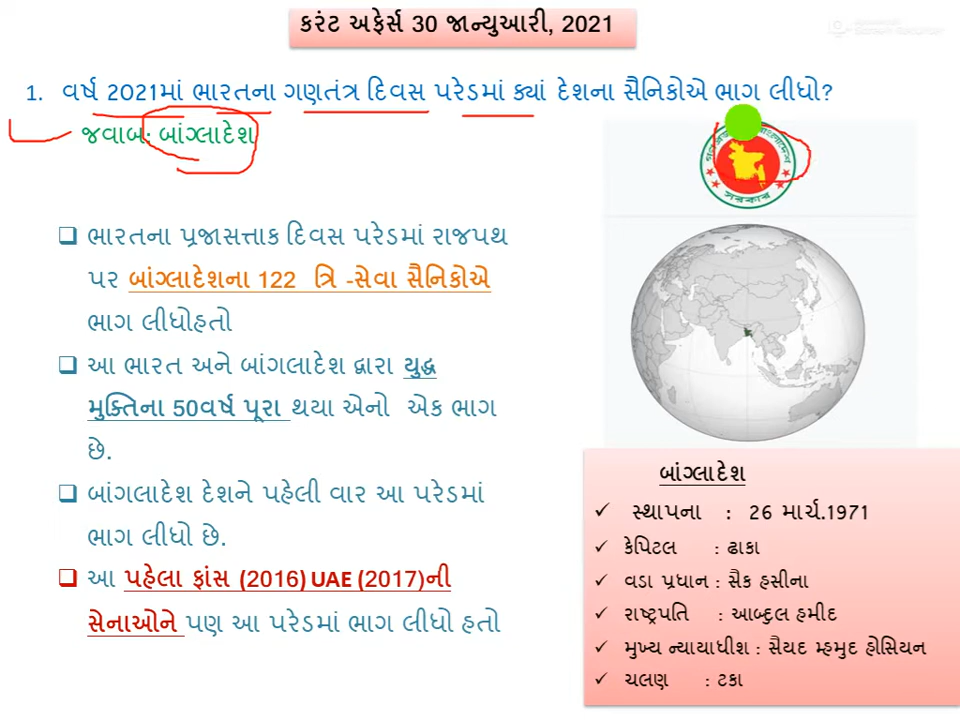 કરંટ અફેર્સ 30 જાન્યુઆરી, 2021
1. વર્ષ 2021માં ભારતના ગણતંત્ર દિવસ પરેડમાં ક્યાં દેશના સૈનિકોએ ભાગ લીધો?
જવાબ: બાંગ્લાદેશ
ભારતના પ્રજાસત્તાક દિવસ પરેડમાં રાજપથ
પર બાંગ્લાદેશના 122 ત્રિ -સેવા સૈનિકોએ
ભાગ લીધોહતો
આ ભારત અને બાંગલાદેશ દ્વારા યુદ્ધ
મુક્તિના 50વર્ષ પૂરા થયા એનો એક ભાગ
છે.
બાંગલાદેશ દેશને પહેલી વાર આ પરેડમાં
ભાગ લીધો છે.
આ પહેલા ફ્રાંસ (2016) UAE (2017)ની
સેનાઓને પણ આ પરેડમાં ભાગ લીધો હતો
সরকার
બાંગ્લાદેશ
✓ સ્થાપના : 26 માર્ચ.1971
✓ કેપિટલ : ઢાકા
✓ વડા પ્રધાન : સૈક હસીના
✓ રાષ્ટ્રપતિ : આબ્દુલ હમીદ
✓ મુખ્ય ન્યાયાધીશ : સૈયદ મ્હમુદ હોસિયન
✓ ચલણ : ટકા